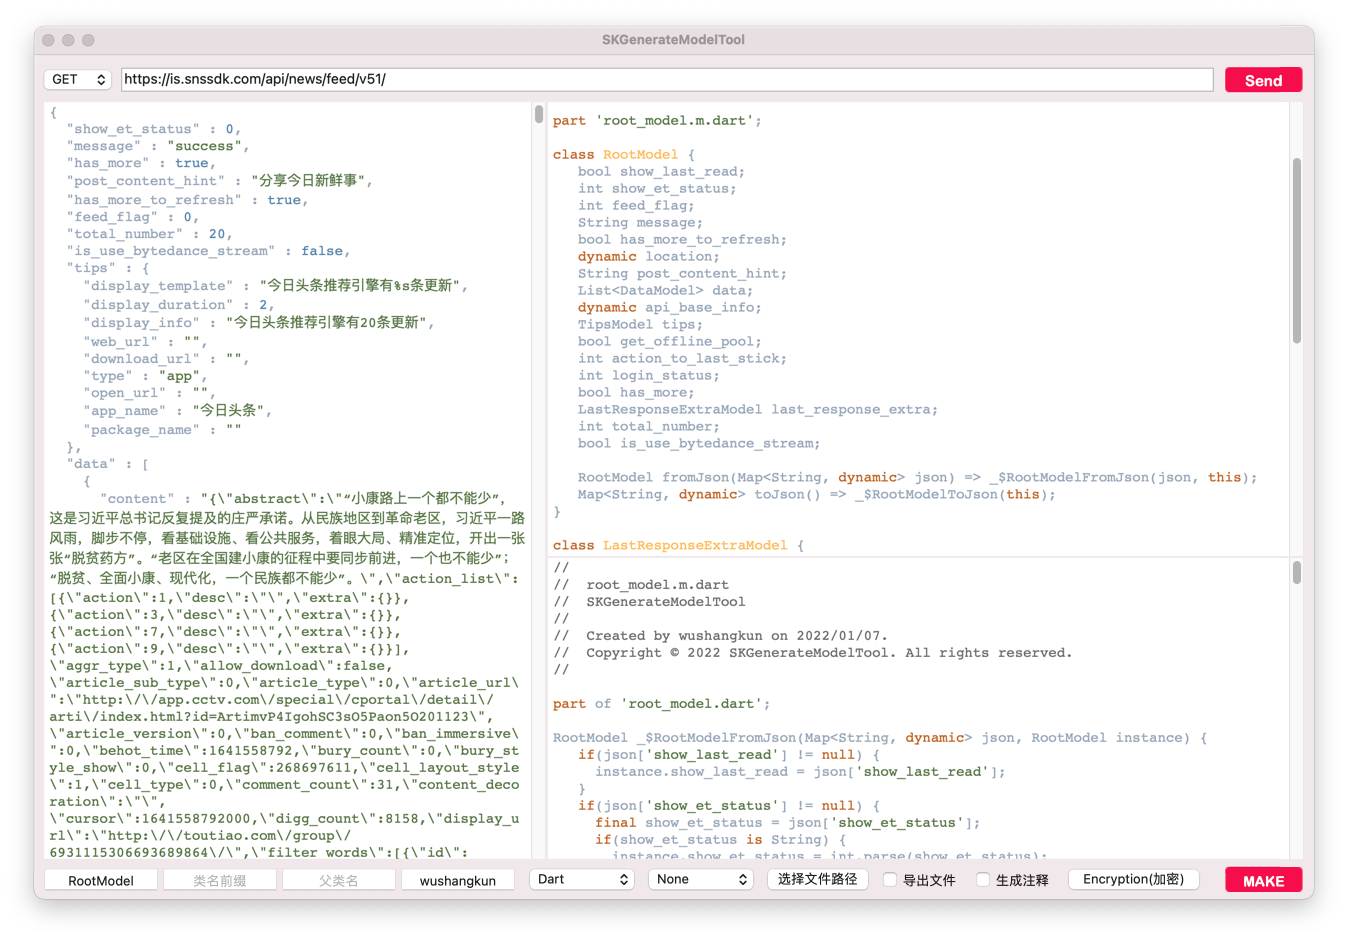 SKGenerateModelTool
GET
https://is.snssdk.com/api/news/feed/v51/
Send
{
"show_et_status" : 0,
"message" : "success",
"has_more" : true,
"post_content_hint" : "分享今日新鲜事",
"has_more_to_refresh" : true,
"feed_flag" : 0,
"total_number" : 20,
"is_use_bytedance_stream" : false,
"tips" : {
"display_template" : "今日头条推荐引擎有%s条更新",
"display_duration" : 2,
"display_info" : "今日头条推荐引擎有20条更新",
"web_url" : "",
"download_url" : "",
"type" : "app",
"open_url" : "",
"app_name" : "今日头条",
"package_name" : ""
},
"data" : [
{
"content" : "{\"abstract\":\"“小康路上一个都不能少”,
这是习近平总书记反复提及的庄严承诺。从民族地区到革命老区，习近平一路
风雨，脚步不停，看基础设施、看公共服务，着眼大局、精准定位，开出一张
张“脱贫药方”。“老区在全国建小康的征程中要同步前进，一个也不能少”；
“脱贫、全面小康、现代化，一个民族都不能少”。\",\"action_list\":
[{\"action\":1,\"desc\":\"\",\"extra\":{}},
{\"action\":3,\"desc\":\"\",\"extra\":{}},
{\"action\":7,\"desc\":\"\",\"extra\":{}},
{\"action\":9,\"desc\":\"\",\"extra\":{}}],
\"aggr_type\":1,\"allow_download\":false,
\"article_sub_type\":0,\"article_type\":0,\"article_url\
":\"http:\/\/app.cctv.com\/special\/cportal\/detail\/
arti\/index.html?id=ArtimvP4IgohSC3sO5Paon5O201123\",
\"article_version\":0,\"ban_comment\":0,\"ban_immersive\
":0,\"behot_time\":1641558792,\"bury_count\":0,\"bury_st
yle_show\":0,\"cell_flag\":268697611,\"cell_layout_style
\":1,\"cell_type\":0,\"comment_count\":31,\"content_deco
ration\":\"\",
\"cursor\":1641558792000,\"digg_count\":8158,\"display_u
rl\":\"http:\/\/toutiao.com\/group\/
6931115306693689864\/\",\"filter_words\":[{\"id\":
part 'root_model.m.dart';
class RootModel {
bool show_last_read;
int show_et_status;
int feed_flag;
String message;
bool has_more_to_refresh;
dynamic location;
String post_content_hint;
List<DataModel> data;
dynamic api_base_info;
TipsModel tips;
bool get_offline_pool;
int action_to_last_stick;
int login_status;
bool has_more;
LastResponseExtraModel last_response_extra;
int total_number;
bool is_use_bytedance_stream;
RootModel fromJson(Map<String, dynamic> json) => _$RootModelFromJson(json, this);
Map<String, dynamic> toJson() => _$RootModelToJson(this);
}
class LastResponseExtraModel {
//
// root_model.m.dart
// SKGenerateModelTool
//
// Created by wushangkun on 2022/01/07.
// Copyright © 2022 SKGenerateModelTool. All rights reserved.
//
part of 'root_model.dart';
RootModel _$RootModelFromJson(Map<String, dynamic> json, RootModel instance) {
if(json['show_last_read'] != null) {
instance.show_last_read = json['show_last_read'];
}
if(json['show_et_status'] != null) {
final show_et_status = json['show_et_status'];
if(show_et_status is String) {
instance.show_et_status = int.parse(show_et_status);
RootModel
类名前缀
父类名
wushangkun
Dart
None
选择文件路径
导出文件
生成注释
Encryption(加密)
MAKE